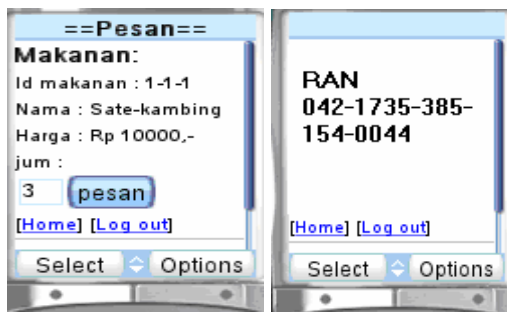 ==Pesan==
Makanan:
Id makanan : 1-1-1
Nama : Sate-kambing
Harga : Rp 10000,-
jum :
3 pesan
[Home] [Log out]
Select Options
RAN
042-1735-385-
154-0044
[Home] [Log out]
Select Options